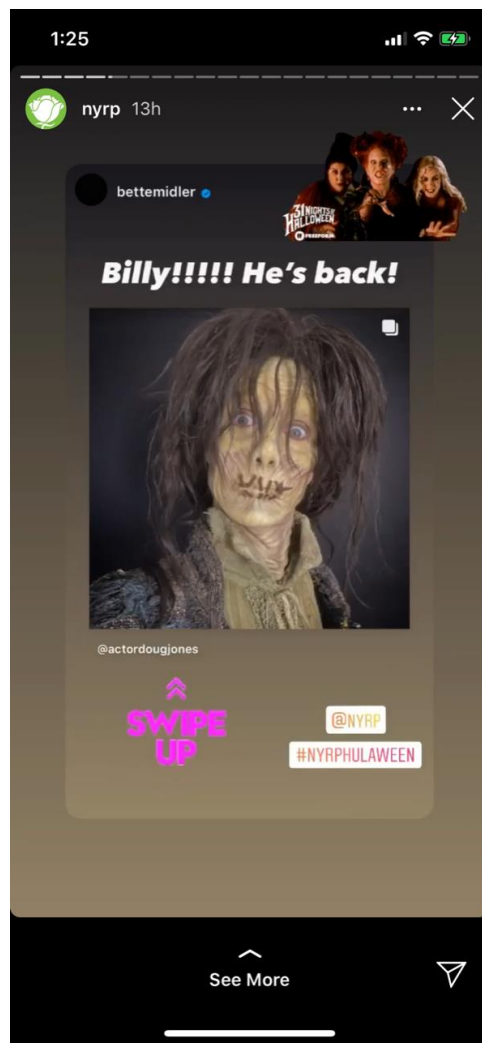 1:25
nyrp 13h
bettemidler
31 NIGHTS OF
HALLOWEEN
FREEFORM
Billy!!!!! He's back!
@actordougjones
SWIPE
UP
@NYRP
#NYRPHULAWEEN
See More